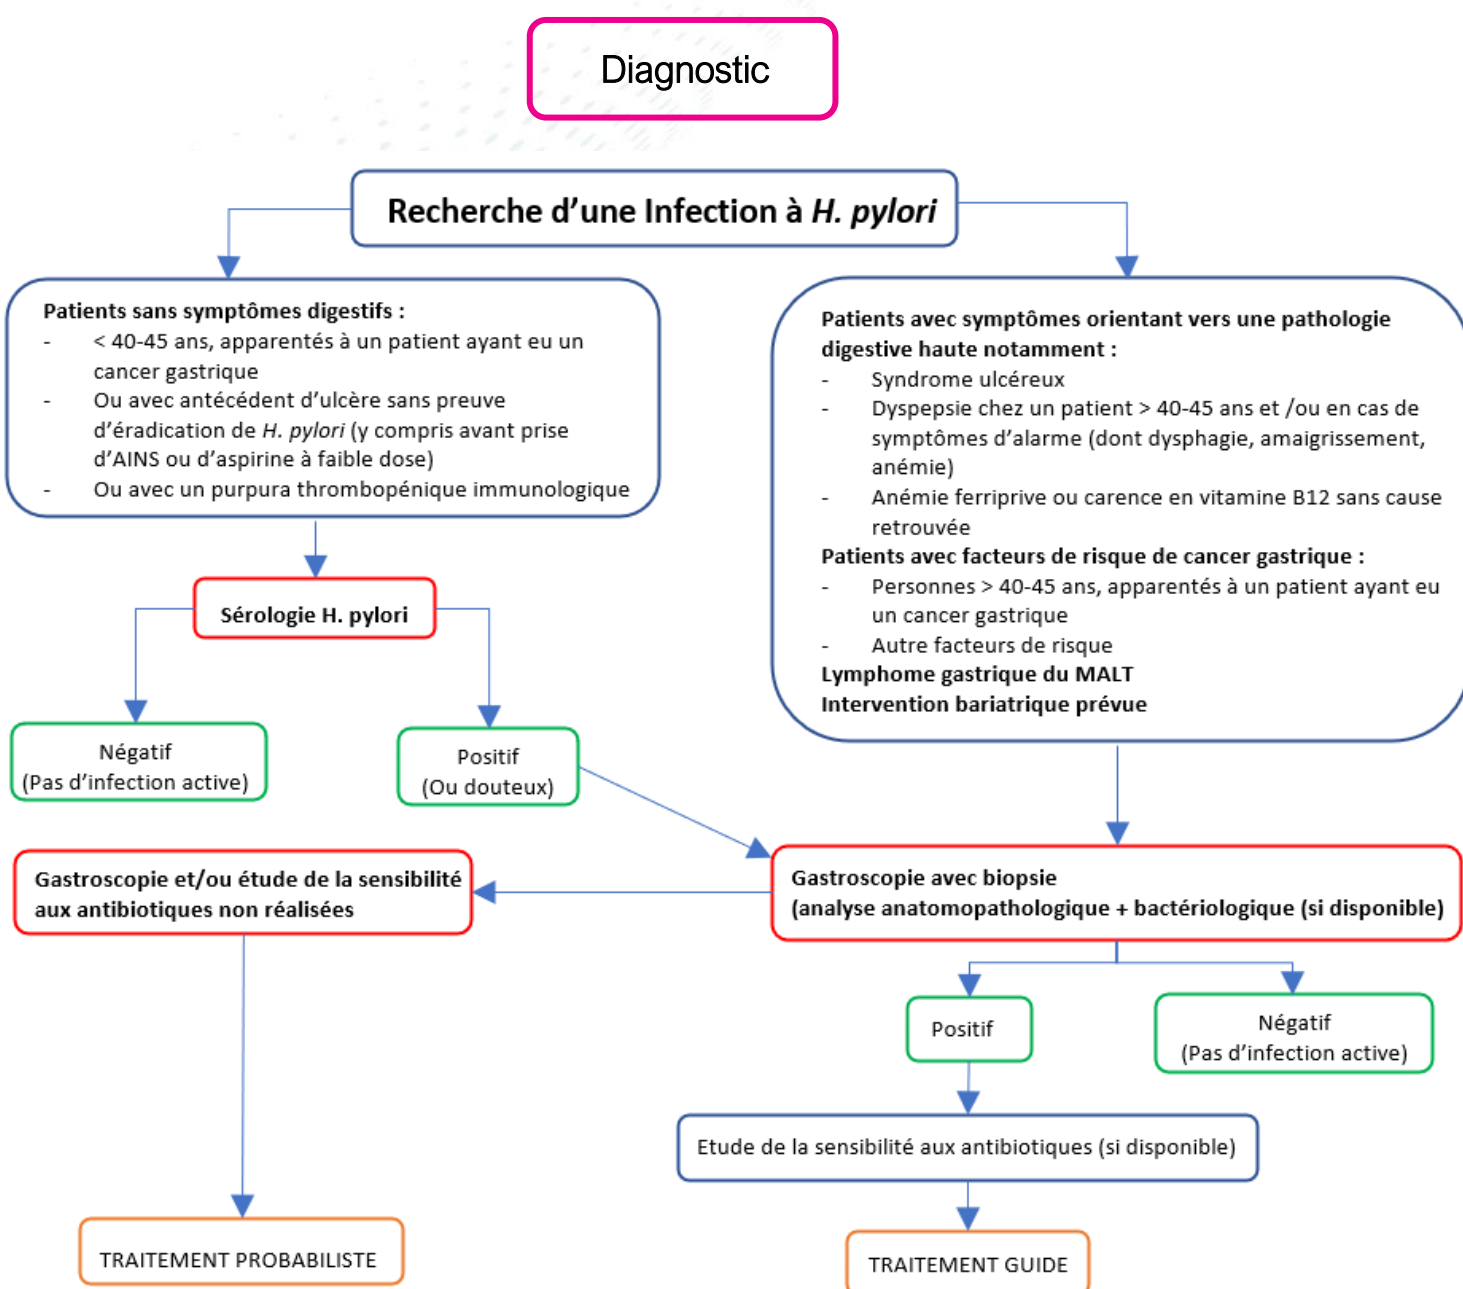 Diagnostic
Recherche d'une Infection à H. pylori
Patients sans symptômes digestifs :
- < 40-45 ans, apparentés à un patient ayant eu un
cancer gastrique
- Ou avec antécédent d'ulcère sans preuve
d'éradication de H. pylori (y compris avant prise
d'AINS ou d'aspirine à faible dose)
- Ou avec un purpura thrombopénique immunologique
Patients avec symptômes orientant vers une pathologie
digestive haute notamment :
- Syndrome ulcéreux
- Dyspepsie chez un patient > 40-45 ans et /ou en cas de
symptômes d'alarme (dont dysphagie, amaigrissement,
anémie)
- Anémie ferriprive ou carence en vitamine B12 sans cause
retrouvée
Patients avec facteurs de risque de cancer gastrique :
- Personnes > 40-45 ans, apparentés à un patient ayant eu
un cancer gastrique
- Autre facteurs de risque
Lymphome gastrique du MALT
Intervention bariatrique prévue
Sérologie H. pylori
Négatif
(Pas d'infection active)
Positif
(Ou douteux)
Gastroscopie et/ou étude de la sensibilité
aux antibiotiques non réalisées
Gastroscopie avec biopsie
(analyse anatomopathologique + bactériologique (si disponible)
Positif
Négatif
(Pas d'infection active)
Etude de la sensibilité aux antibiotiques (si disponible)
TRAITEMENT PROBABILISTE
TRAITEMENT GUIDE